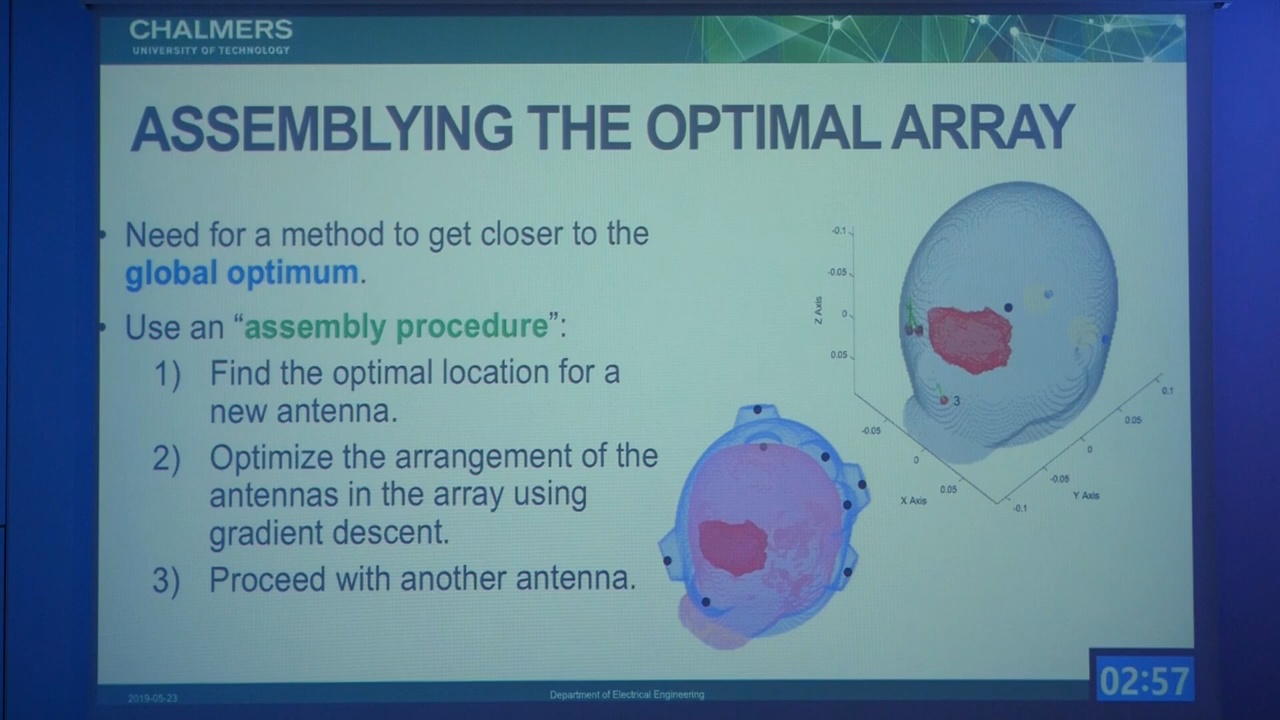 CHALMERS
UNIVERSITY OF TECHNOLOGY
ASSEMBLYING THE OPTIMAL ARRAY
• Need for a method to get closer to the
global optimum.
• Use an “assembly procedure”:
1) Find the optimal location for a
new antenna.
2) Optimize the arrangement of the
antennas in the array using
gradient descent.
3) Proceed with another antenna.
-0.1
-0.05
0
0.05
Z Axis
3
-0.05
0
0.05
X Axis
0.1
0.05
0
-0.05
-0.1
Y Axis
2019-05-23
Department of Electrical Engineering
02:57